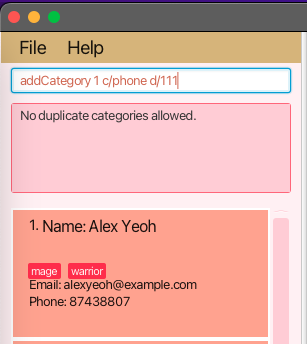 File Help
addCategory 1 c/phone d/111
No duplicate categories allowed.
1. Name: Alex Yeoh
mage warrior
Email: alexyeoh@example.com
Phone: 87438807